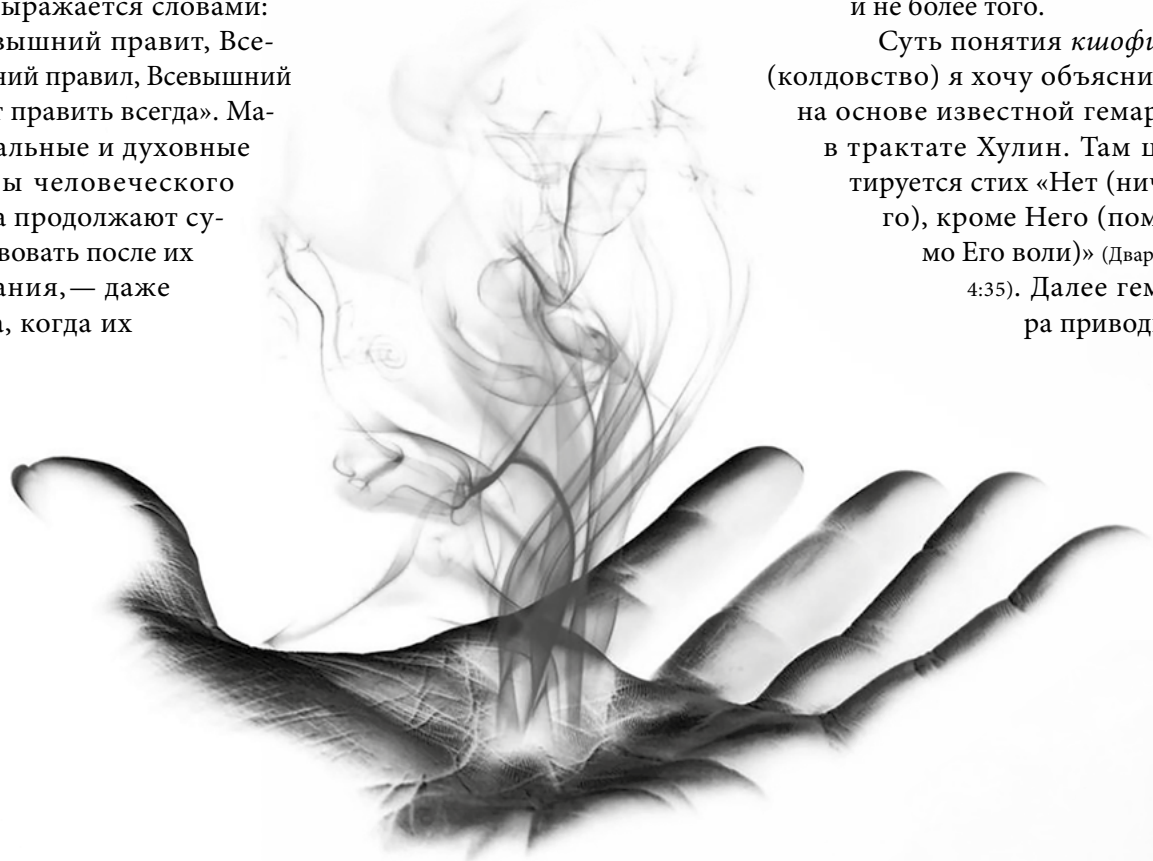 ыражается словами:
вышний правит, Все-
ний правил, Всевышний
т править всегда». Ма-
альные и духовные
ы человеческого
а продолжают су-
вовать после их
ания,— даже
а, когда их
и не более того.
Суть понятия кшофи
(колдовство) я хочу объясни
на основе известной гемар
в трактате Хулин. Там ц
тируется стих «Нет (нич
го), кроме Него (пом
мо Его воли)» (Двар
4:35). Далее гем
ра привод